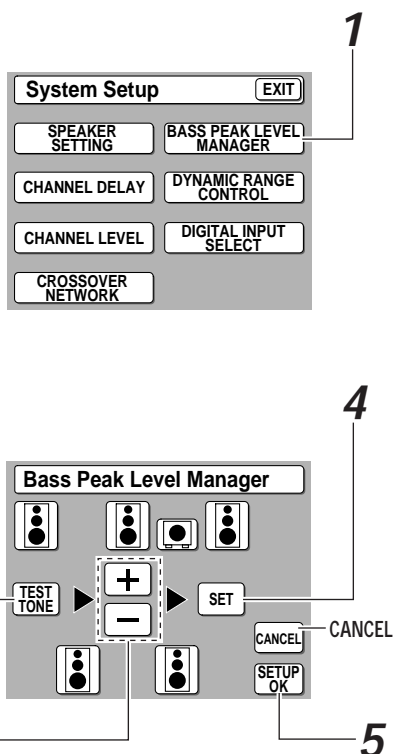 1
System Setup
EXIT
SPEAKER
SETTING
BASS PEAK LEVEL
MANAGER
CHANNEL DELAY
DYNAMIC RANGE
CONTROL
CHANNEL LEVEL
DIGITAL INPUT
SELECT
CROSSOVER
NETWORK
4
Bass Peak Level Manager
TEST
TONE
+
−
SET
CANCEL
CANCEL
SETUP
OK
5